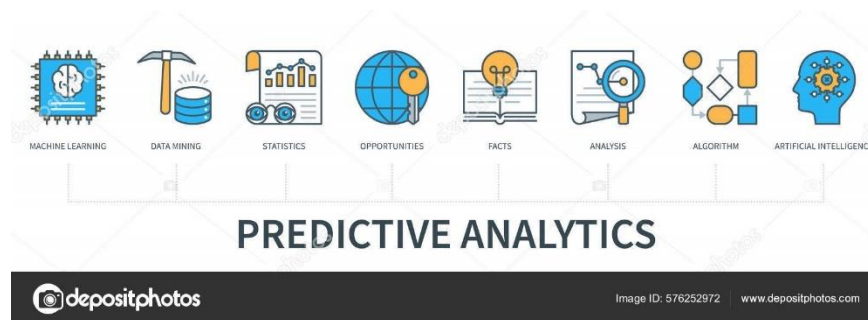 MACHINE LEARNING
DATA MINING
STATISTICS
OPPORTUNITIES
FACTS
ANALYSIS
ALGORITHM
ARTIFICIAL INTELLIGENC
PREDICTIVE ANALYTICS
depositphotos
Image ID: 576252972
www.depositphotos.com